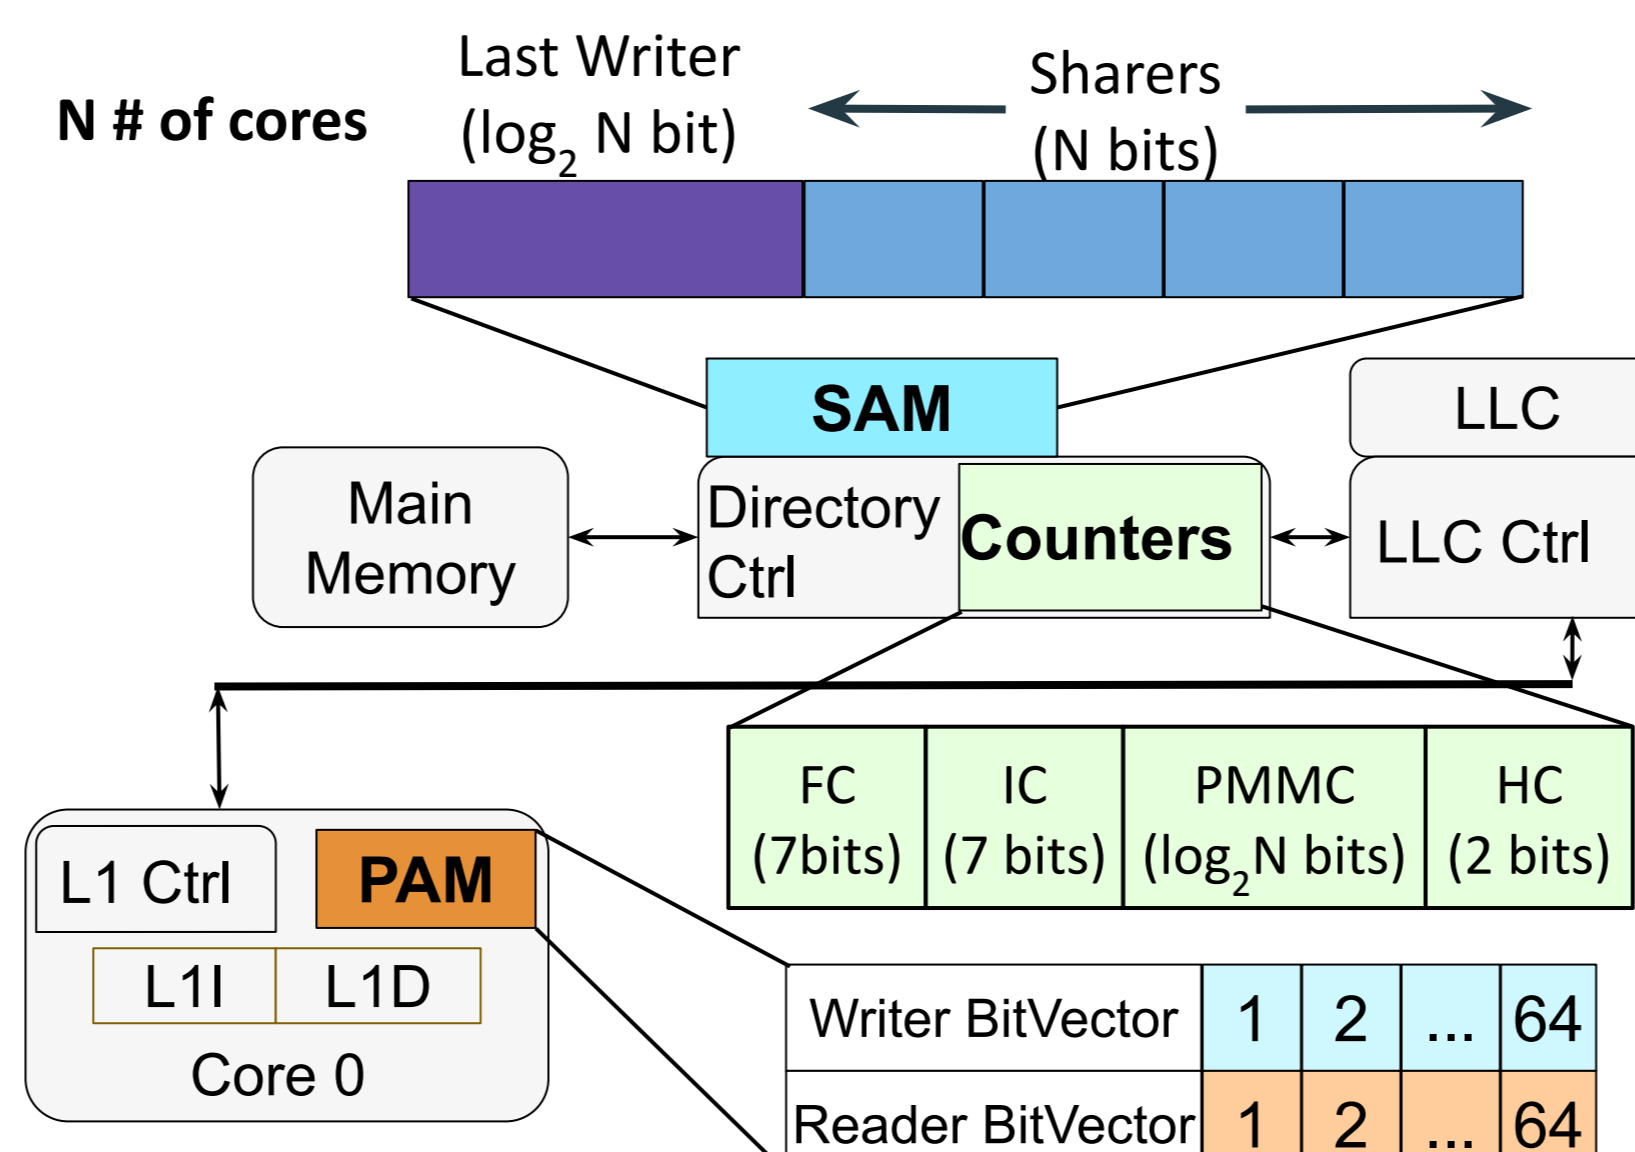 N # of cores
Last Writer
(log2 N bit)
Sharers
(N bits)
SAM
LLC
Main
Memory
Directory
Ctrl
Counters
LLC Ctrl
FC
(7bits)
IC
(7 bits)
PMMC
(log2N bits)
HC
(2 bits)
L1 Ctrl
PAM
L1I
L1D
Core 0
Writer BitVector 1 2 ... 64
Reader BitVector 1 2 ... 64